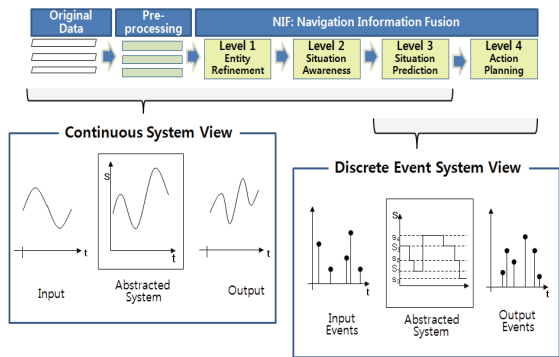 Original
Data
Pre-
processing
NIF: Navigation Information Fusion
Level 1
Entity
Refinement
Level 2
Situation
Awareness
Level 3
Situation
Prediction
Level 4
Action
Planning
Continuous System View
S
t
t
t
Input
Abstracted
System
Output
Discrete Event System View
S
t
t
t
Input
Events
Abstracted
System
Output
Events